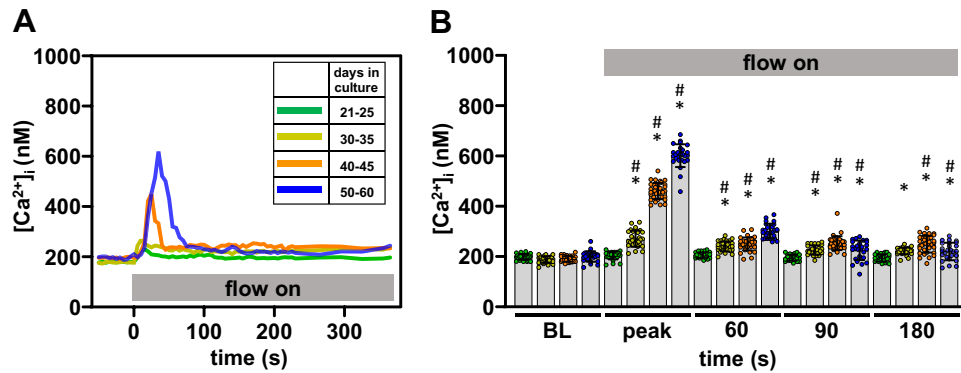 A
1000
800
600
400
200
0
[Ca²⁺]ᵢ (nM)
days in
culture
21-25
30-35
40-45
50-60
flow on
0 100 200 300
time (s)
B
1000
800
600
400
200
0
[Ca²⁺]ᵢ (nM)
flow on
# # # # # # # # # # #
* * * * * * * * * * * *
BL peak 60 90 180
time (s)